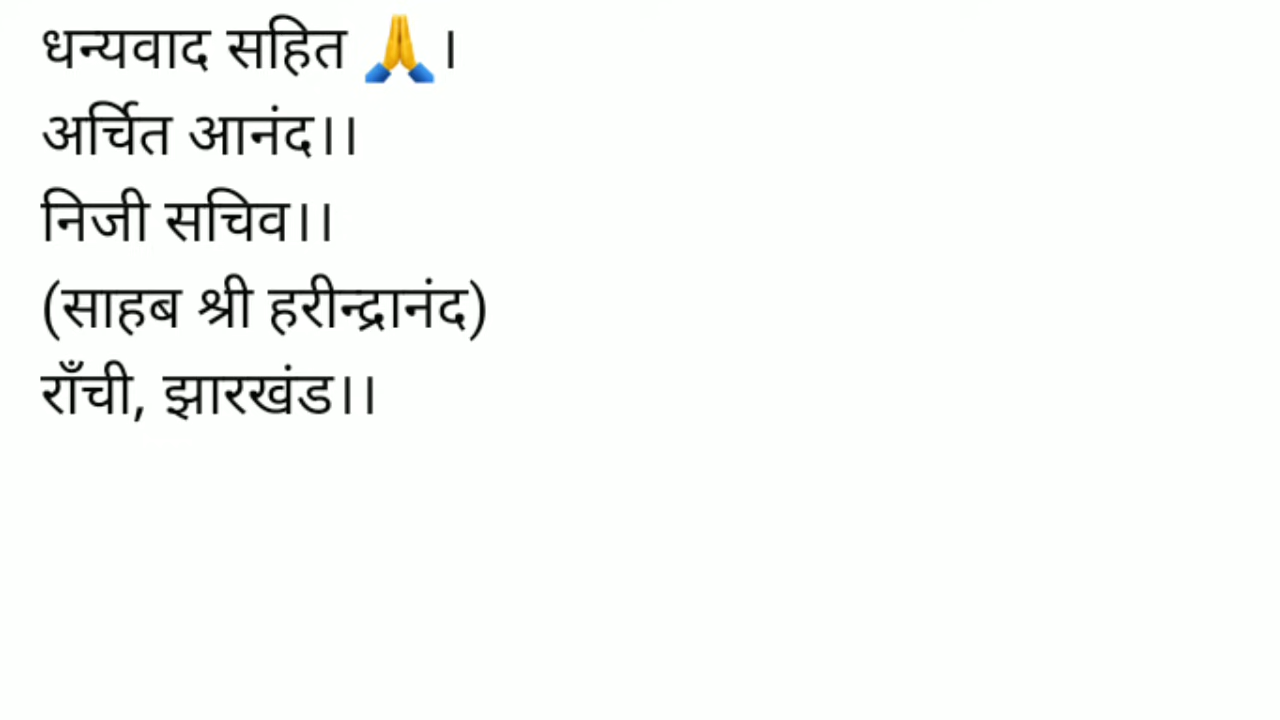 धन्यवाद सहित 🙏।
अर्चित आनंद।।
निजी सचिव।।
(साहब श्री हरीन्द्रानंद)
राँची, झारखंड।।